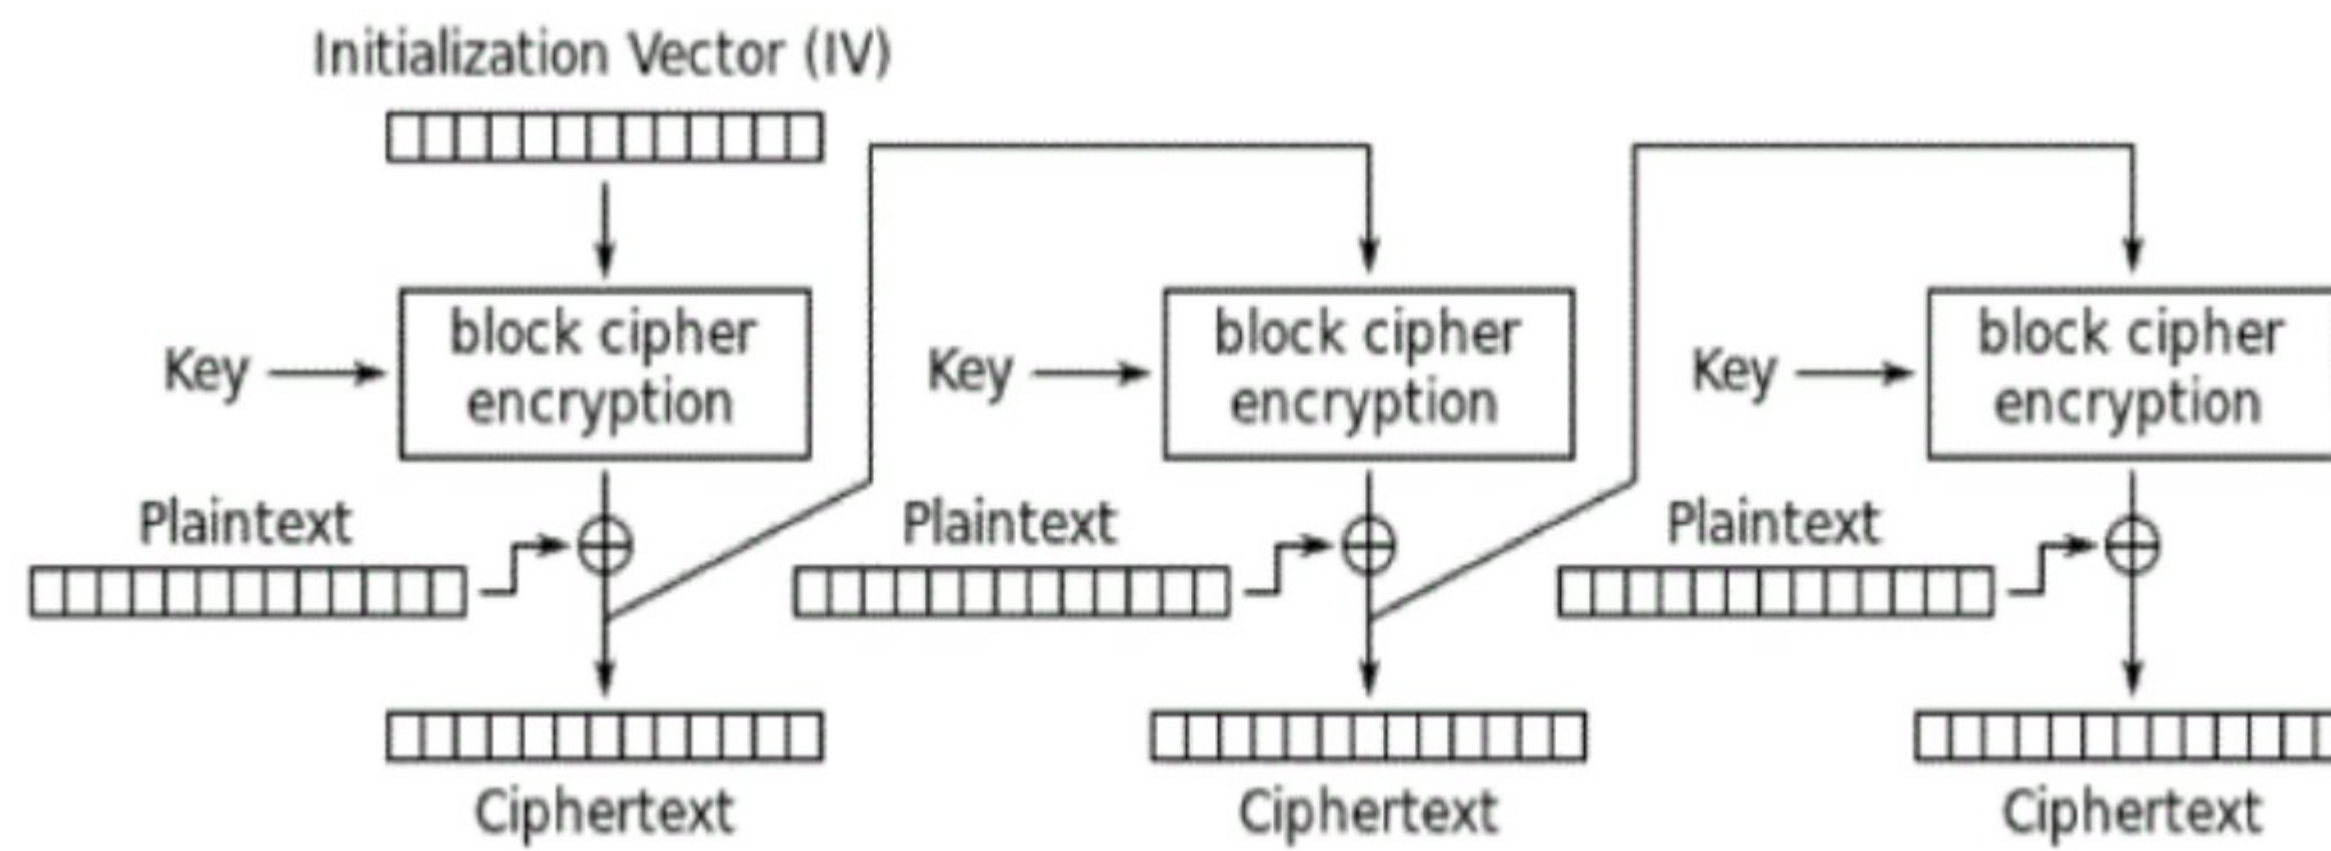 Initialization Vector (IV)
Key
block cipher
encryption
Key
block cipher
encryption
Key
block cipher
encryption
Plaintext
Plaintext
Plaintext
Ciphertext
Ciphertext
Ciphertext